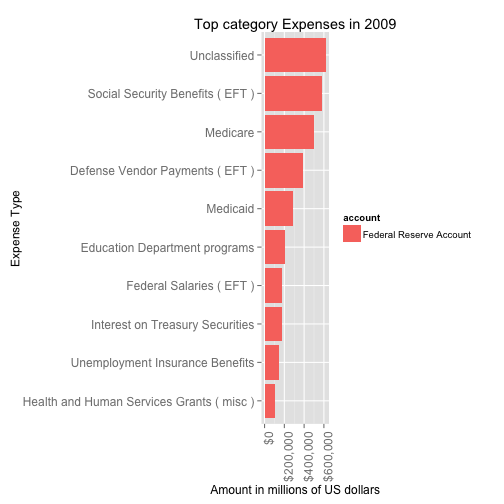 Top category Expenses in 2009
Unclassified
Social Security Benefits ( EFT )
Medicare
Defense Vendor Payments ( EFT )
Medicaid
Education Department programs
Federal Salaries ( EFT )
Interest on Treasury Securities
Unemployment Insurance Benefits
Health and Human Services Grants ( misc )
Expense Type
$0
$200,000
$400,000
$600,000
Amount in millions of US dollars
account
Federal Reserve Account